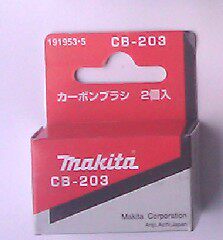 191953-5 CB-203
カーボンブラシ 2個入
makita
CB-203
Makita Corporation
Anjo, Aichi, Japan